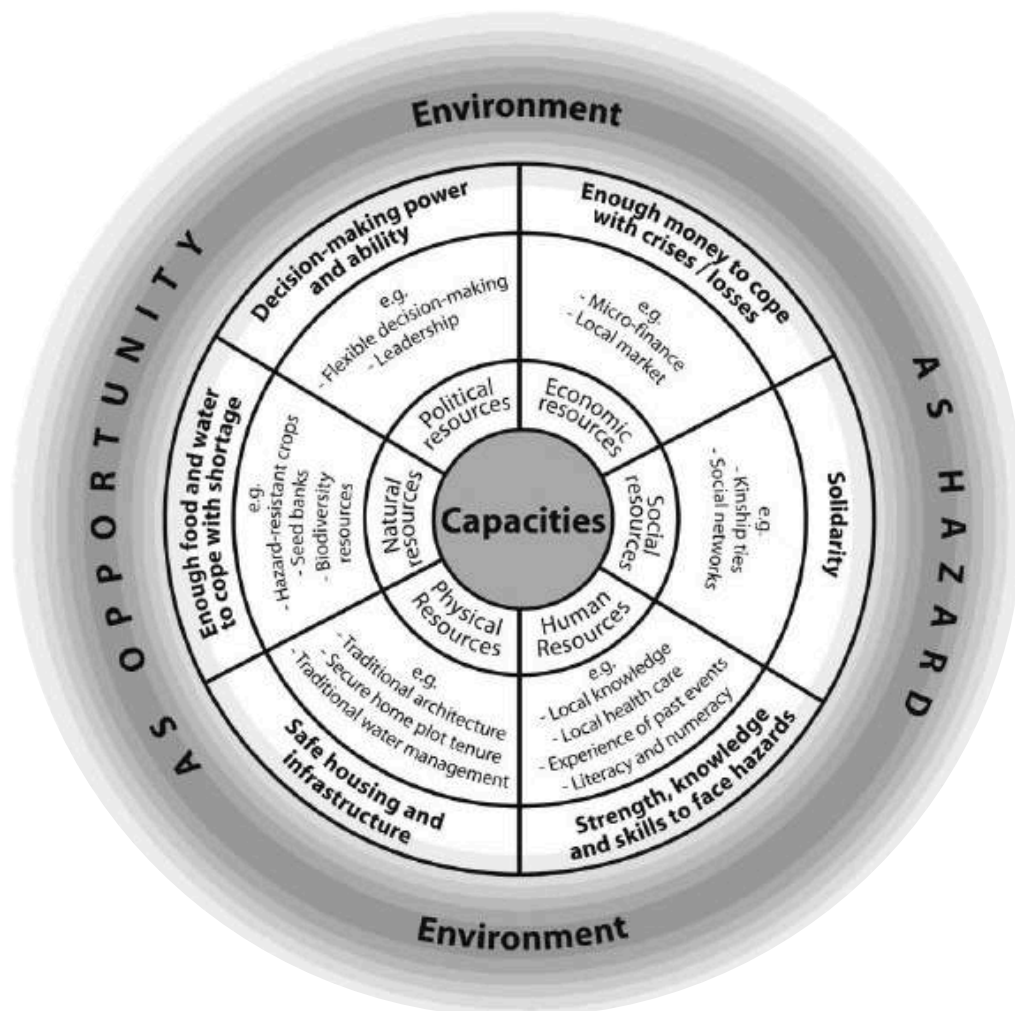 Environment
AS OPPORTUNITY
AS HAZARD
Decision-making power
and ability
e.g.
- Flexible decision-making
- Leadership
Political
resources
Enough money to cope
with crises / losses
e.g.
- Micro-finance
- Local market
Economic
resources
Solidarity
e.g.
- Kinship ties
- Social networks
Social
resources
Strength, knowledge
and skills to face hazards
e.g.
- Local knowledge
- Local health care
- Experience of past events
- Literacy and numeracy
Human
Resources
Safe housing and
infrastructure
e.g.
- Traditional architecture
- Secure home plot tenure
- Traditional water management
Physical
Resources
Enough food and water
to cope with shortage
e.g.
- Hazard-resistant crops
- Seed banks
- Biodiversity
resources
Natural
resources
Capacities
Environment